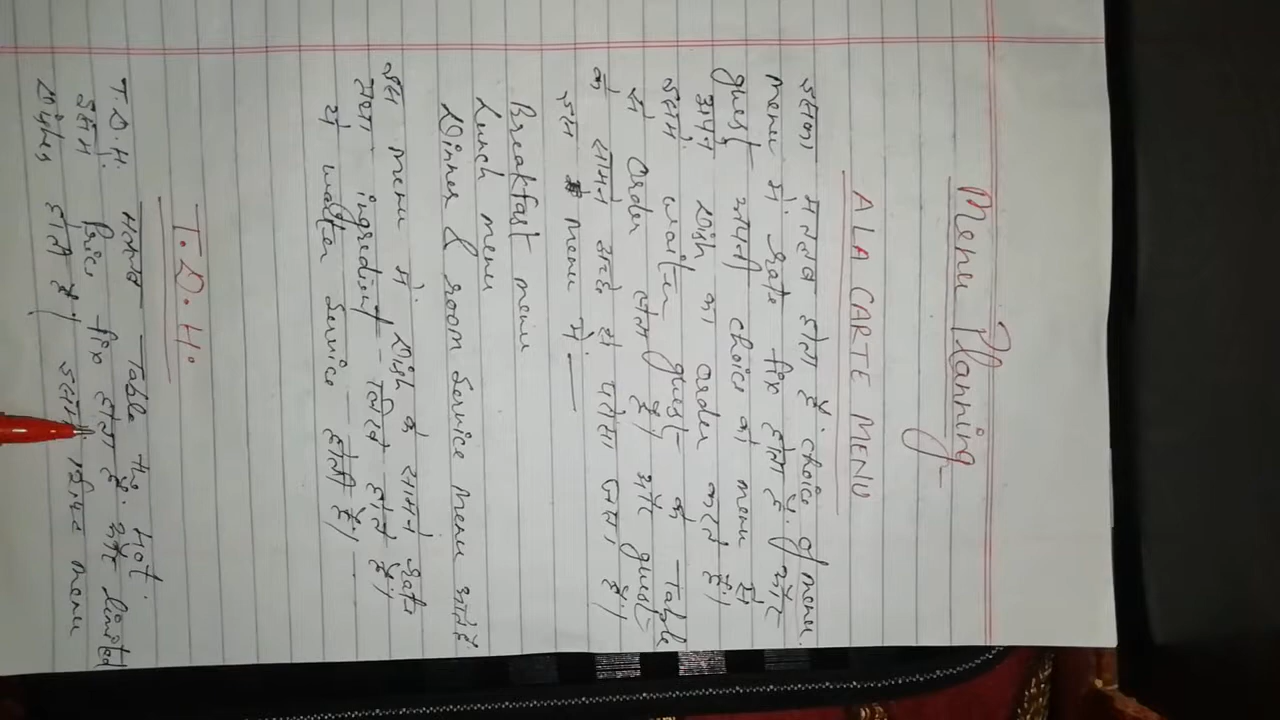 Menu Planning
ALA CARTE MENU
इसका मतलब होता है choice of menu.
menu में rate fix होता है. और
guest अपनी choice को menu से
अपने dish का order करते है।
इसमे waiter guest के table
से order लेता है। और guest
के सामने उसके से परोसा जाता है।
इस menu में —
Breakfast menu
Lunch menu
Dinner & room service menu आते है
इस menu में dish के सामने rate
तथा ingredient लिखे होते है।
से waiter service होती है।
T.D.H.
T.D.H. मतलब Table the Hot.
इसमे Price fix होता है. और limited
Dishes होती है। इसमे फिक्स menu